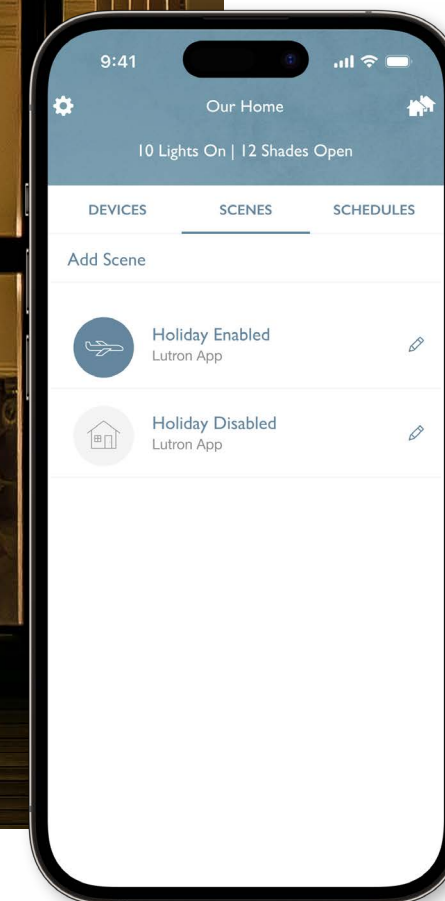 9:41
Our Home
10 Lights On | 12 Shades Open
DEVICES SCENES SCHEDULES
Add Scene
Holiday Enabled
Lutron App
Holiday Disabled
Lutron App